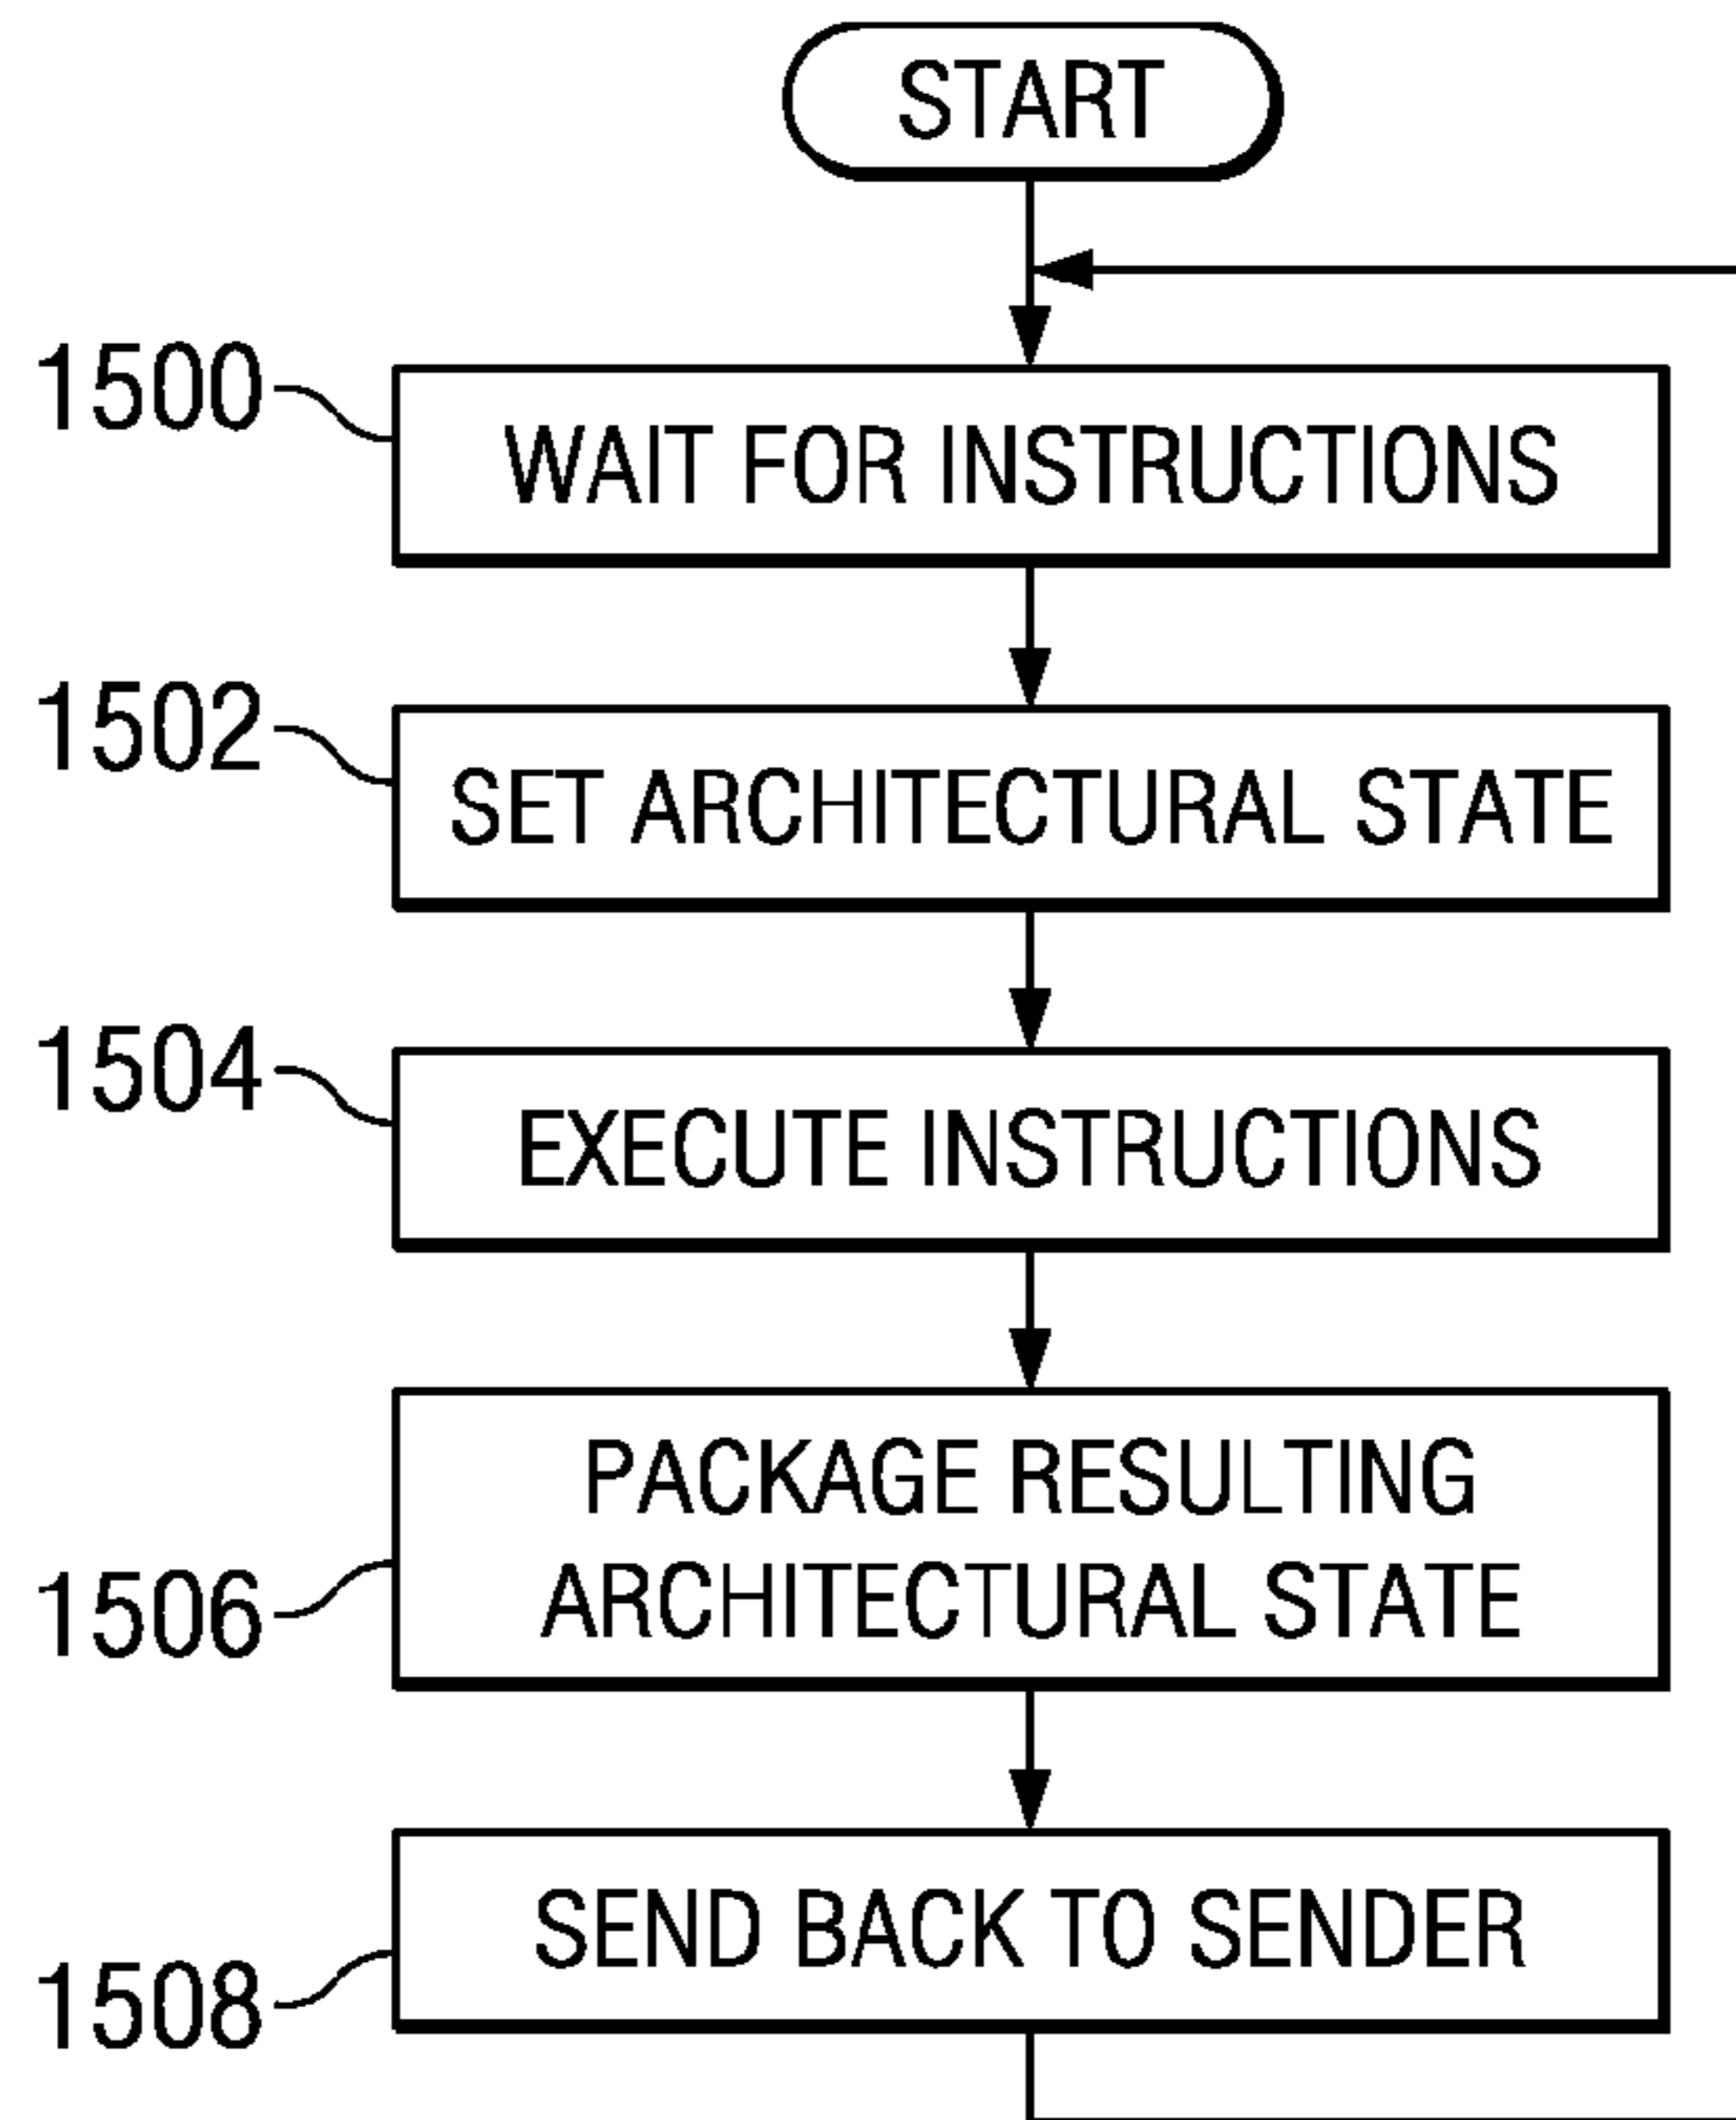 START
1500
WAIT FOR INSTRUCTIONS
1502
SET ARCHITECTURAL STATE
1504
EXECUTE INSTRUCTIONS
PACKAGE RESULTING
ARCHITECTURAL STATE
1506
SEND BACK TO SENDER
1508